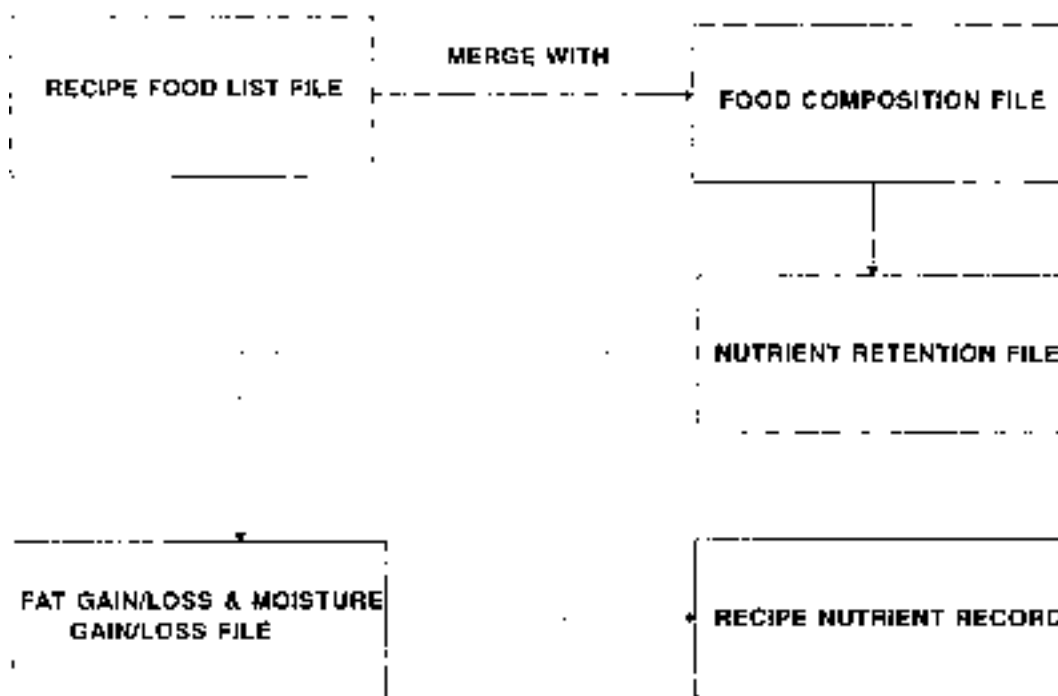 MERGE WITH
RECIPE FOOD LIST FILE
FOOD COMPOSITION FILE
NUTRIENT RETENTION FILE
FAT GAIN/LOSS & MOISTURE
GAIN/LOSS FILE
RECIPE NUTRIENT RECORD